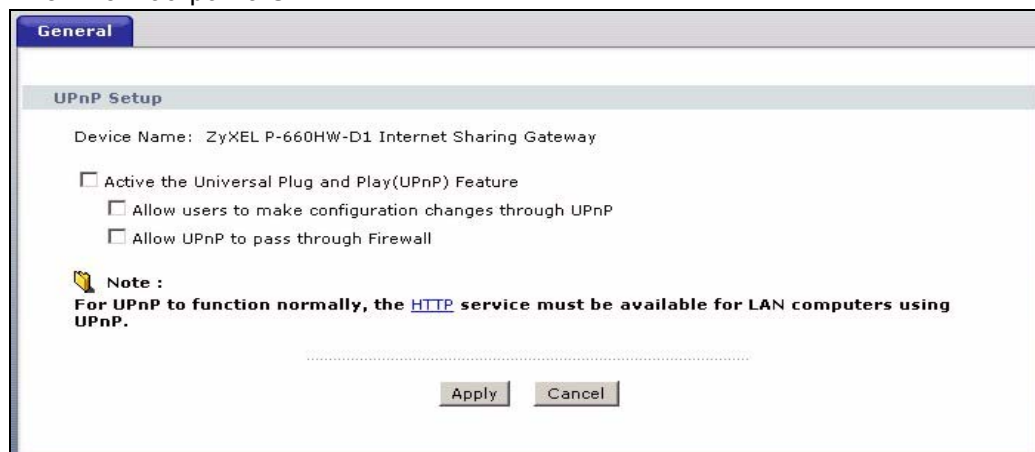 General
UPnP Setup
Device Name: ZyXEL P-660HW-D1 Internet Sharing Gateway
Active the Universal Plug and Play(UPnP) Feature
Allow users to make configuration changes through UPnP
Allow UPnP to pass through Firewall
Note :
For UPnP to function normally, the HTTP service must be available for LAN computers using
UPnP.
Apply Cancel